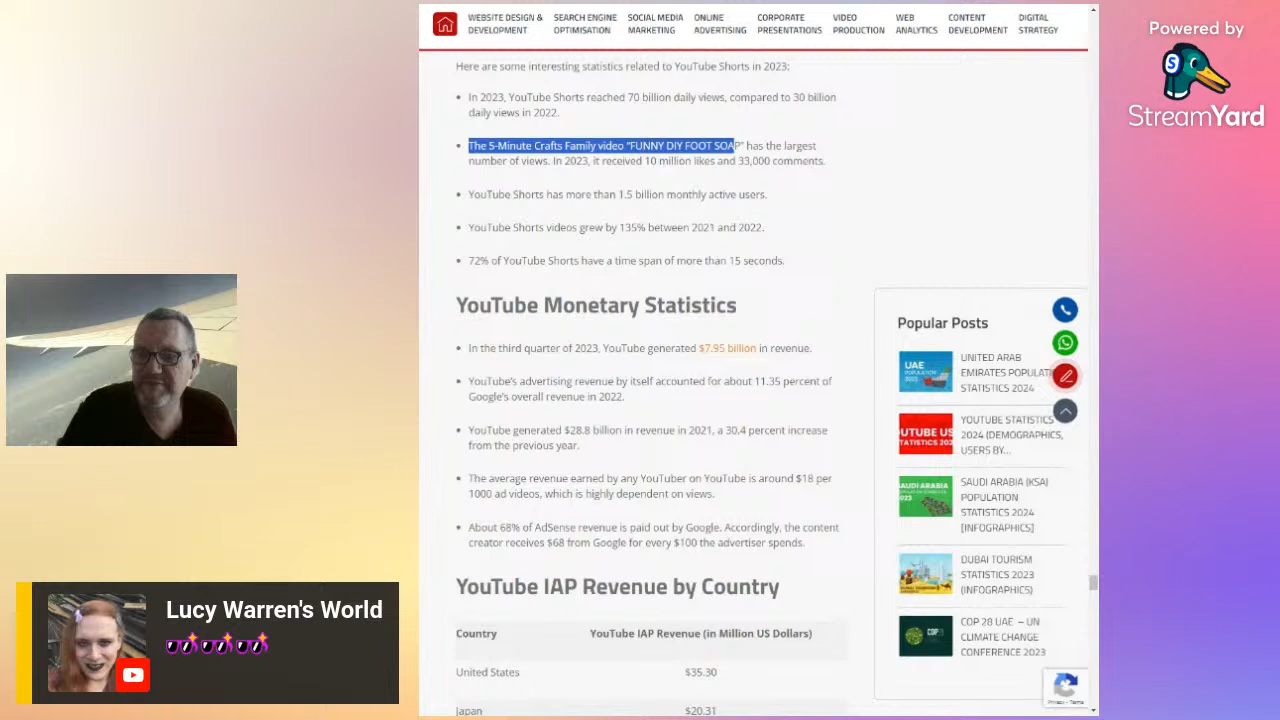 WEBSITE DESIGN &
DEVELOPMENT
SEARCH ENGINE
OPTIMISATION
SOCIAL MEDIA
MARKETING
ONLINE
ADVERTISING
CORPORATE
PRESENTATIONS
VIDEO
PRODUCTION
WEB
ANALYTICS
CONTENT
DEVELOPMENT
DIGITAL
STRATEGY
Powered by
S
StreamYard
Here are some interesting statistics related to YouTube Shorts in 2023:
• In 2023, YouTube Shorts reached 70 billion daily views, compared to 30 billion
daily views in 2022.
• The 5-Minute Crafts Family video “FUNNY DIY FOOT SOAP” has the largest
number of views. In 2023, it received 10 million likes and 33,000 comments.
• YouTube Shorts has more than 1.5 billion monthly active users.
• YouTube Shorts videos grew by 135% between 2021 and 2022.
• 72% of YouTube Shorts have a time span of more than 15 seconds.
YouTube Monetary Statistics
• In the third quarter of 2023, YouTube generated $7.95 billion in revenue.
• YouTube’s advertising revenue by itself accounted for about 11.35 percent of
Google’s overall revenue in 2022.
• YouTube generated $28.8 billion in revenue in 2021, a 30.4 percent increase
from the previous year.
• The average revenue earned by any YouTuber on YouTube is around $18 per
1000 ad videos, which is highly dependent on views.
• About 68% of AdSense revenue is paid out by Google. Accordingly, the content
creator receives $68 from Google for every $100 the advertiser spends.
YouTube IAP Revenue by Country
Country YouTube IAP Revenue (in Million US Dollars)
United States $35.30
Japan $20.31
Popular Posts
UAE
POPULATION
UNITED ARAB
EMIRATES POPULATI
STATISTICS 2024
OUTUBE US
TATISTICS 202
YOUTUBE STATISTICS
2024 (DEMOGRAPHICS,
USERS BY...
SAUDI ARABIA
SAUDI ARABIA (KSA)
POPULATION
STATISTICS 2024
[INFOGRAPHICS]
DUBAI TOURISM
STATISTICS 2023
(INFOGRAPHICS)
COP28
COP 28 UAE – UN
CLIMATE CHANGE
CONFERENCE 2023
Privacy - Terms
Lucy Warren's World